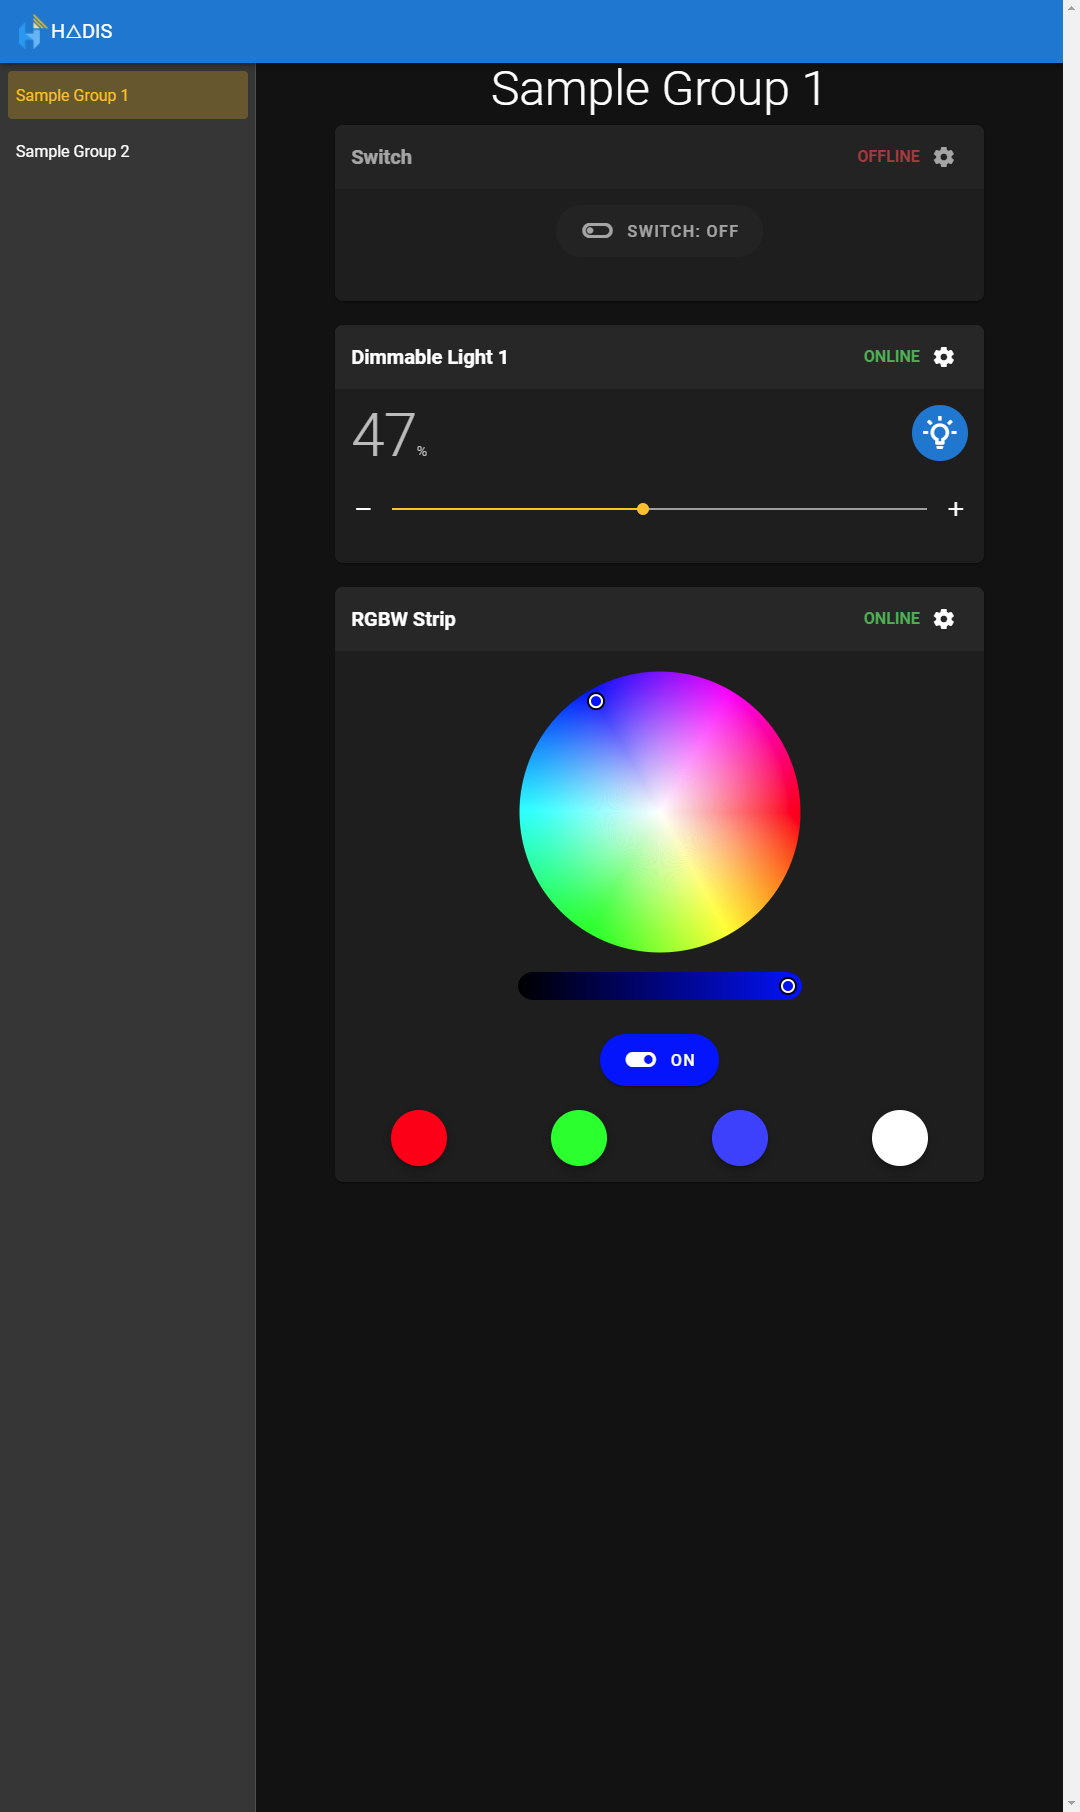 H△DIS
Sample Group 1
Sample Group 2
Sample Group 1
Switch
OFFLINE
SWITCH: OFF
Dimmable Light 1
ONLINE
47%
RGBW Strip
ONLINE
ON